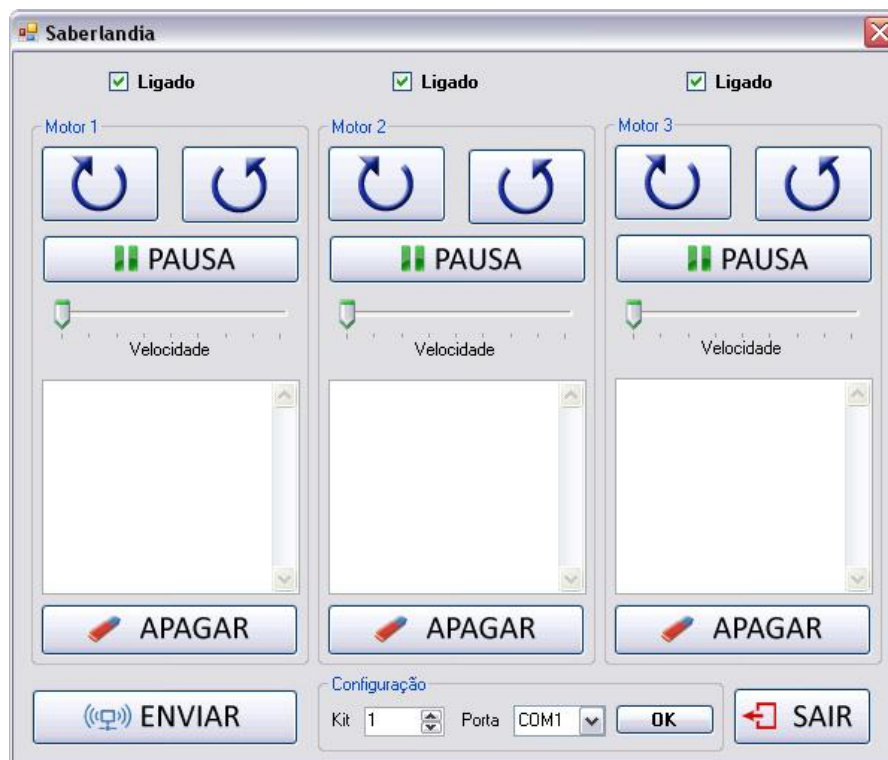 Saberlandia
Ligado Ligado Ligado
Motor 1 Motor 2 Motor 3
PAUSA PAUSA PAUSA
Velocidade Velocidade Velocidade
APAGAR APAGAR APAGAR
Configuração
ENVIAR Kit 1 Porta COM1 OK SAIR